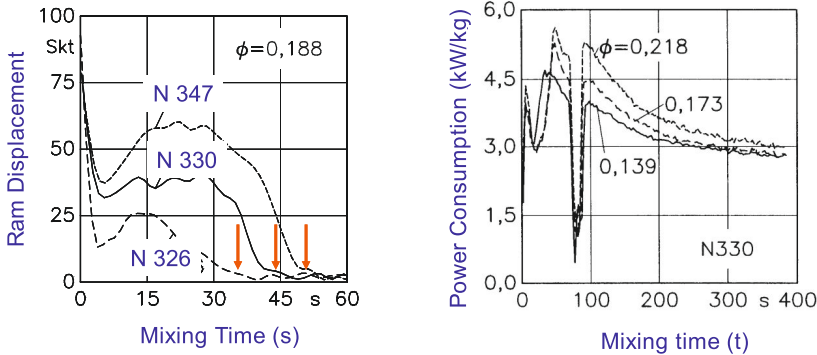 100
Skt
75
50
25
0
Ram Displacement
ϕ=0,188
N 347
N 330
N 326
0 15 30 45 s 60
Mixing Time (s)
6,0
4,5
3,0
1,5
0,0
Power Consumption (kW/kg)
ϕ=0,218
0,173
0,139
N330
0 100 200 300 s 400
Mixing time (t)